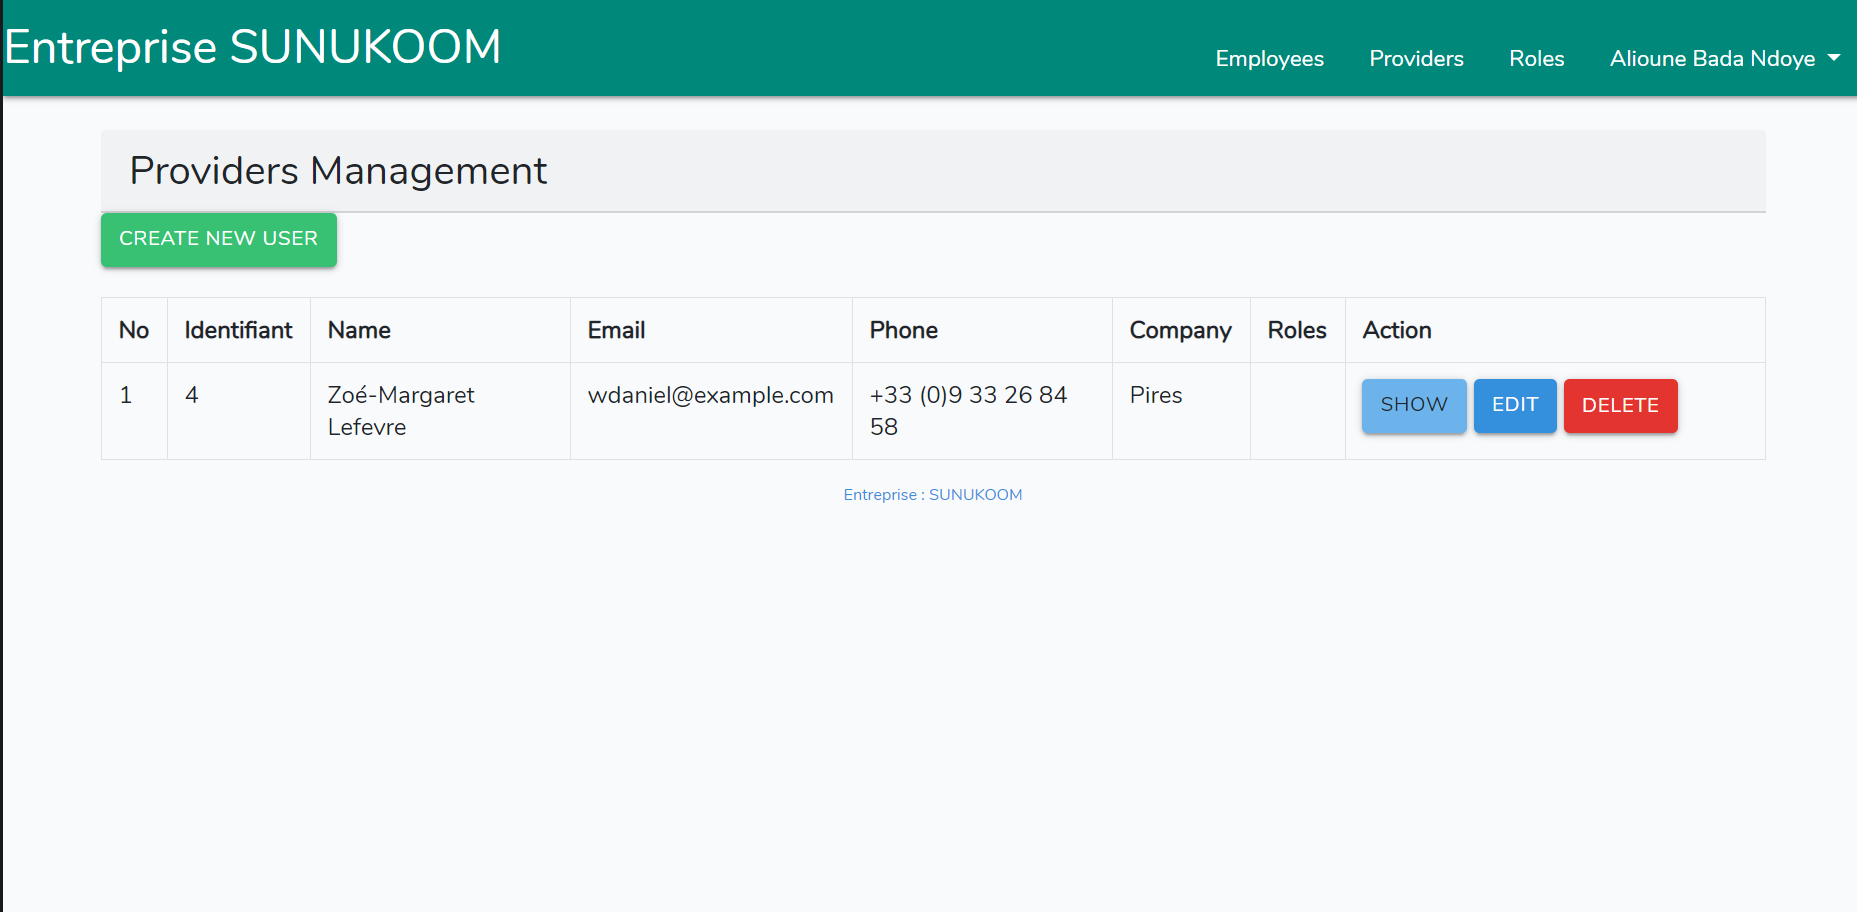 Entreprise SUNUKOOM
Employees Providers Roles Alioune Bada Ndoye
Providers Management
CREATE NEW USER
No Identifiant Name Email Phone Company Roles Action
1 4 Zoé-Margaret wdaniel@example.com +33 (0)9 33 26 84 Pires SHOW EDIT DELETE
Lefevre 58
Entreprise : SUNUKOOM